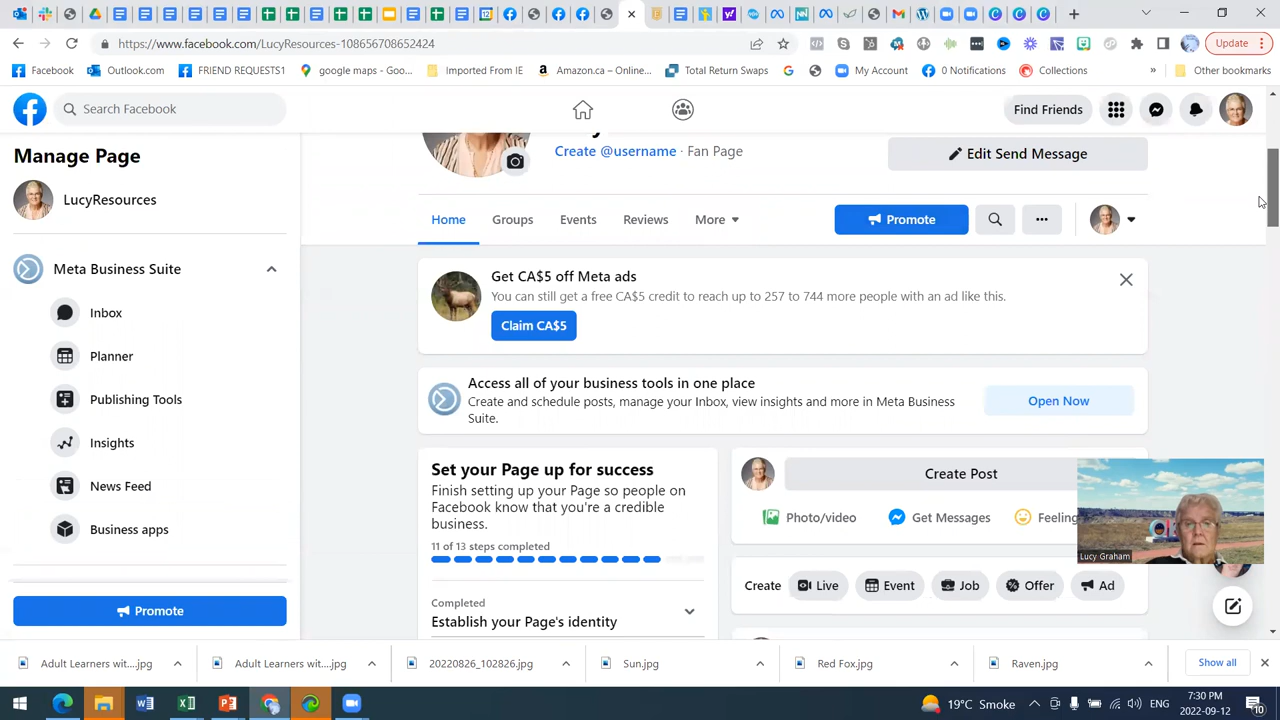 https://www.facebook.com/LucyResources-108656708652424
Update
Facebook
Outlook.com
FRIEND REQUESTS1
google maps - Goo...
Imported From IE
Amazon.ca – Online...
Total Return Swaps
My Account
0 Notifications
Collections
»
Other bookmarks
Search Facebook
Find Friends
Manage Page
LucyResources
Meta Business Suite
Inbox
Planner
Publishing Tools
Insights
News Feed
Business apps
Promote
Create @username · Fan Page
Edit Send Message
Home
Groups
Events
Reviews
More
Promote
Get CA$5 off Meta ads
You can still get a free CA$5 credit to reach up to 257 to 744 more people with an ad like this.
Claim CA$5
Access all of your business tools in one place
Create and schedule posts, manage your Inbox, view insights and more in Meta Business
Suite.
Open Now
Set your Page up for success
Finish setting up your Page so people on
Facebook know that you're a credible
business.
11 of 13 steps completed
Completed
Establish your Page's identity
Create Post
Photo/video
Get Messages
Feeling
Create
Live
Event
Job
Offer
Ad
Lucy Graham
Adult Learners wit....jpg
Adult Learners wit....jpg
20220826_102826.jpg
Sun.jpg
Red Fox.jpg
Raven.jpg
Show all
19°C Smoke
ENG
7:30 PM
2022-09-12
10